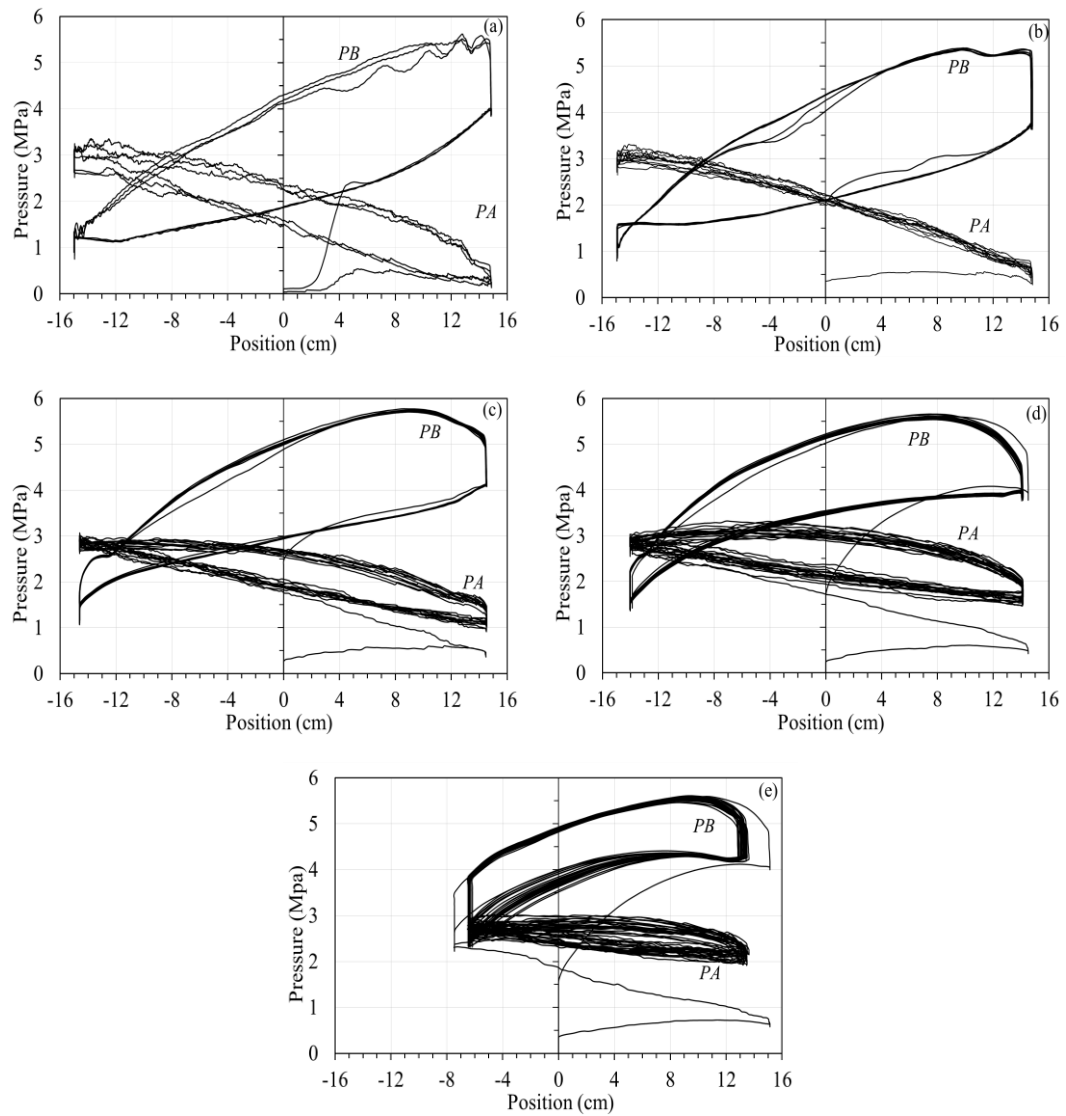 (a)
6
5
4
3
2
1
0
Pressure (MPa)
PB
PA
-16 -12 -8 -4 0 4 8 12 16
Position (cm)
(b)
6
5
4
3
2
1
0
Pressure (MPa)
PB
PA
-16 -12 -8 -4 0 4 8 12 16
Position (cm)
(c)
6
5
4
3
2
1
0
Pressure (MPa)
PB
PA
-16 -12 -8 -4 0 4 8 12 16
Position (cm)
(d)
6
5
4
3
2
1
0
Pressure (Mpa)
PB
PA
-16 -12 -8 -4 0 4 8 12 16
Position (cm)
(e)
6
5
4
3
2
1
0
Pressure (Mpa)
PB
PA
-16 -12 -8 -4 0 4 8 12 16
Position (cm)